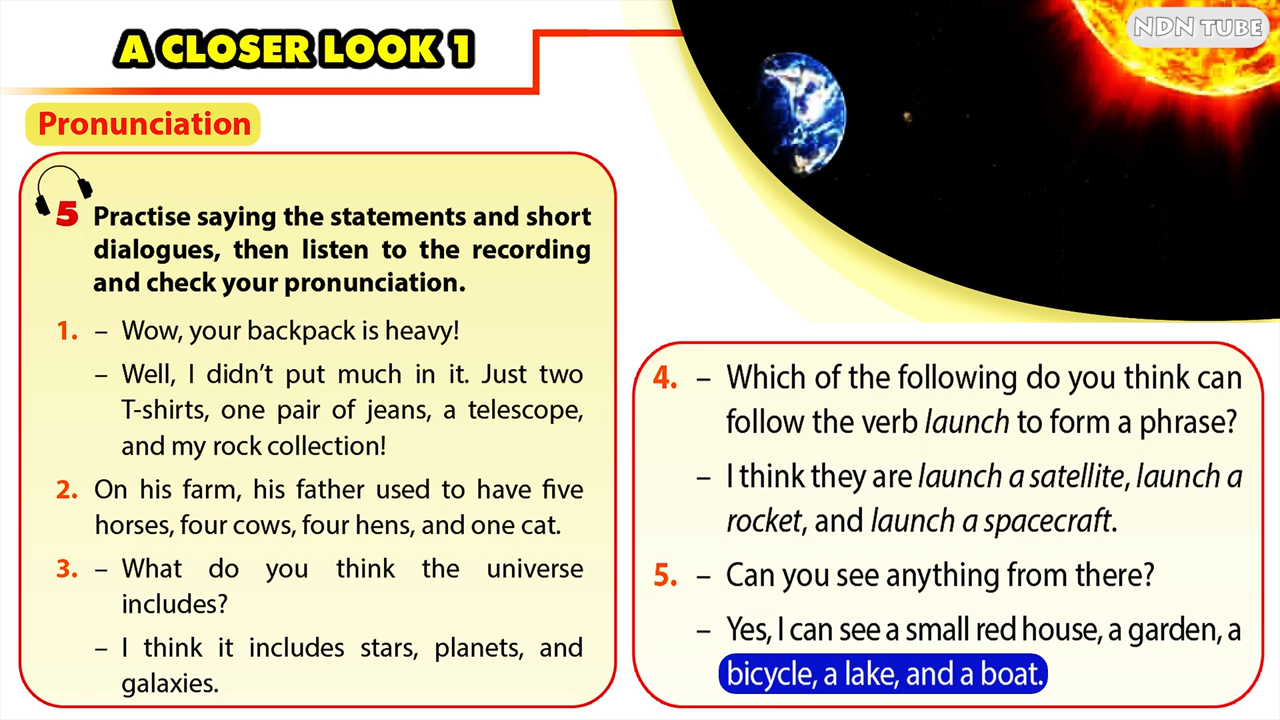 A CLOSER LOOK 1
NDN TUBE
Pronunciation
5 Practise saying the statements and short
dialogues, then listen to the recording
and check your pronunciation.
1. – Wow, your backpack is heavy!
– Well, I didn't put much in it. Just two
T-shirts, one pair of jeans, a telescope,
and my rock collection!
2. On his farm, his father used to have five
horses, four cows, four hens, and one cat.
3. – What do you think the universe
includes?
– I think it includes stars, planets, and
galaxies.
4. – Which of the following do you think can
follow the verb launch to form a phrase?
– I think they are launch a satellite, launch a
rocket, and launch a spacecraft.
5. – Can you see anything from there?
– Yes, I can see a small red house, a garden, a
bicycle, a lake, and a boat.